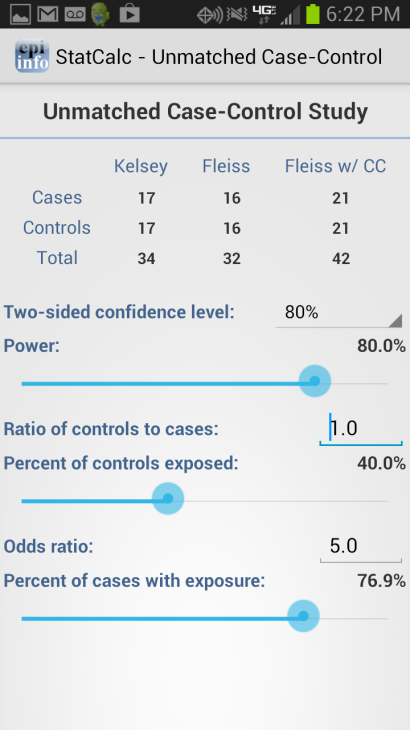 4G 6:22 PM
epi info StatCalc - Unmatched Case-Control
Unmatched Case-Control Study
Kelsey Fleiss Fleiss w/ CC
Cases 17 16 21
Controls 17 16 21
Total 34 32 42
Two-sided confidence level: 80%
Power: 80.0%
Ratio of controls to cases: 1.0
Percent of controls exposed: 40.0%
Odds ratio: 5.0
Percent of cases with exposure: 76.9%